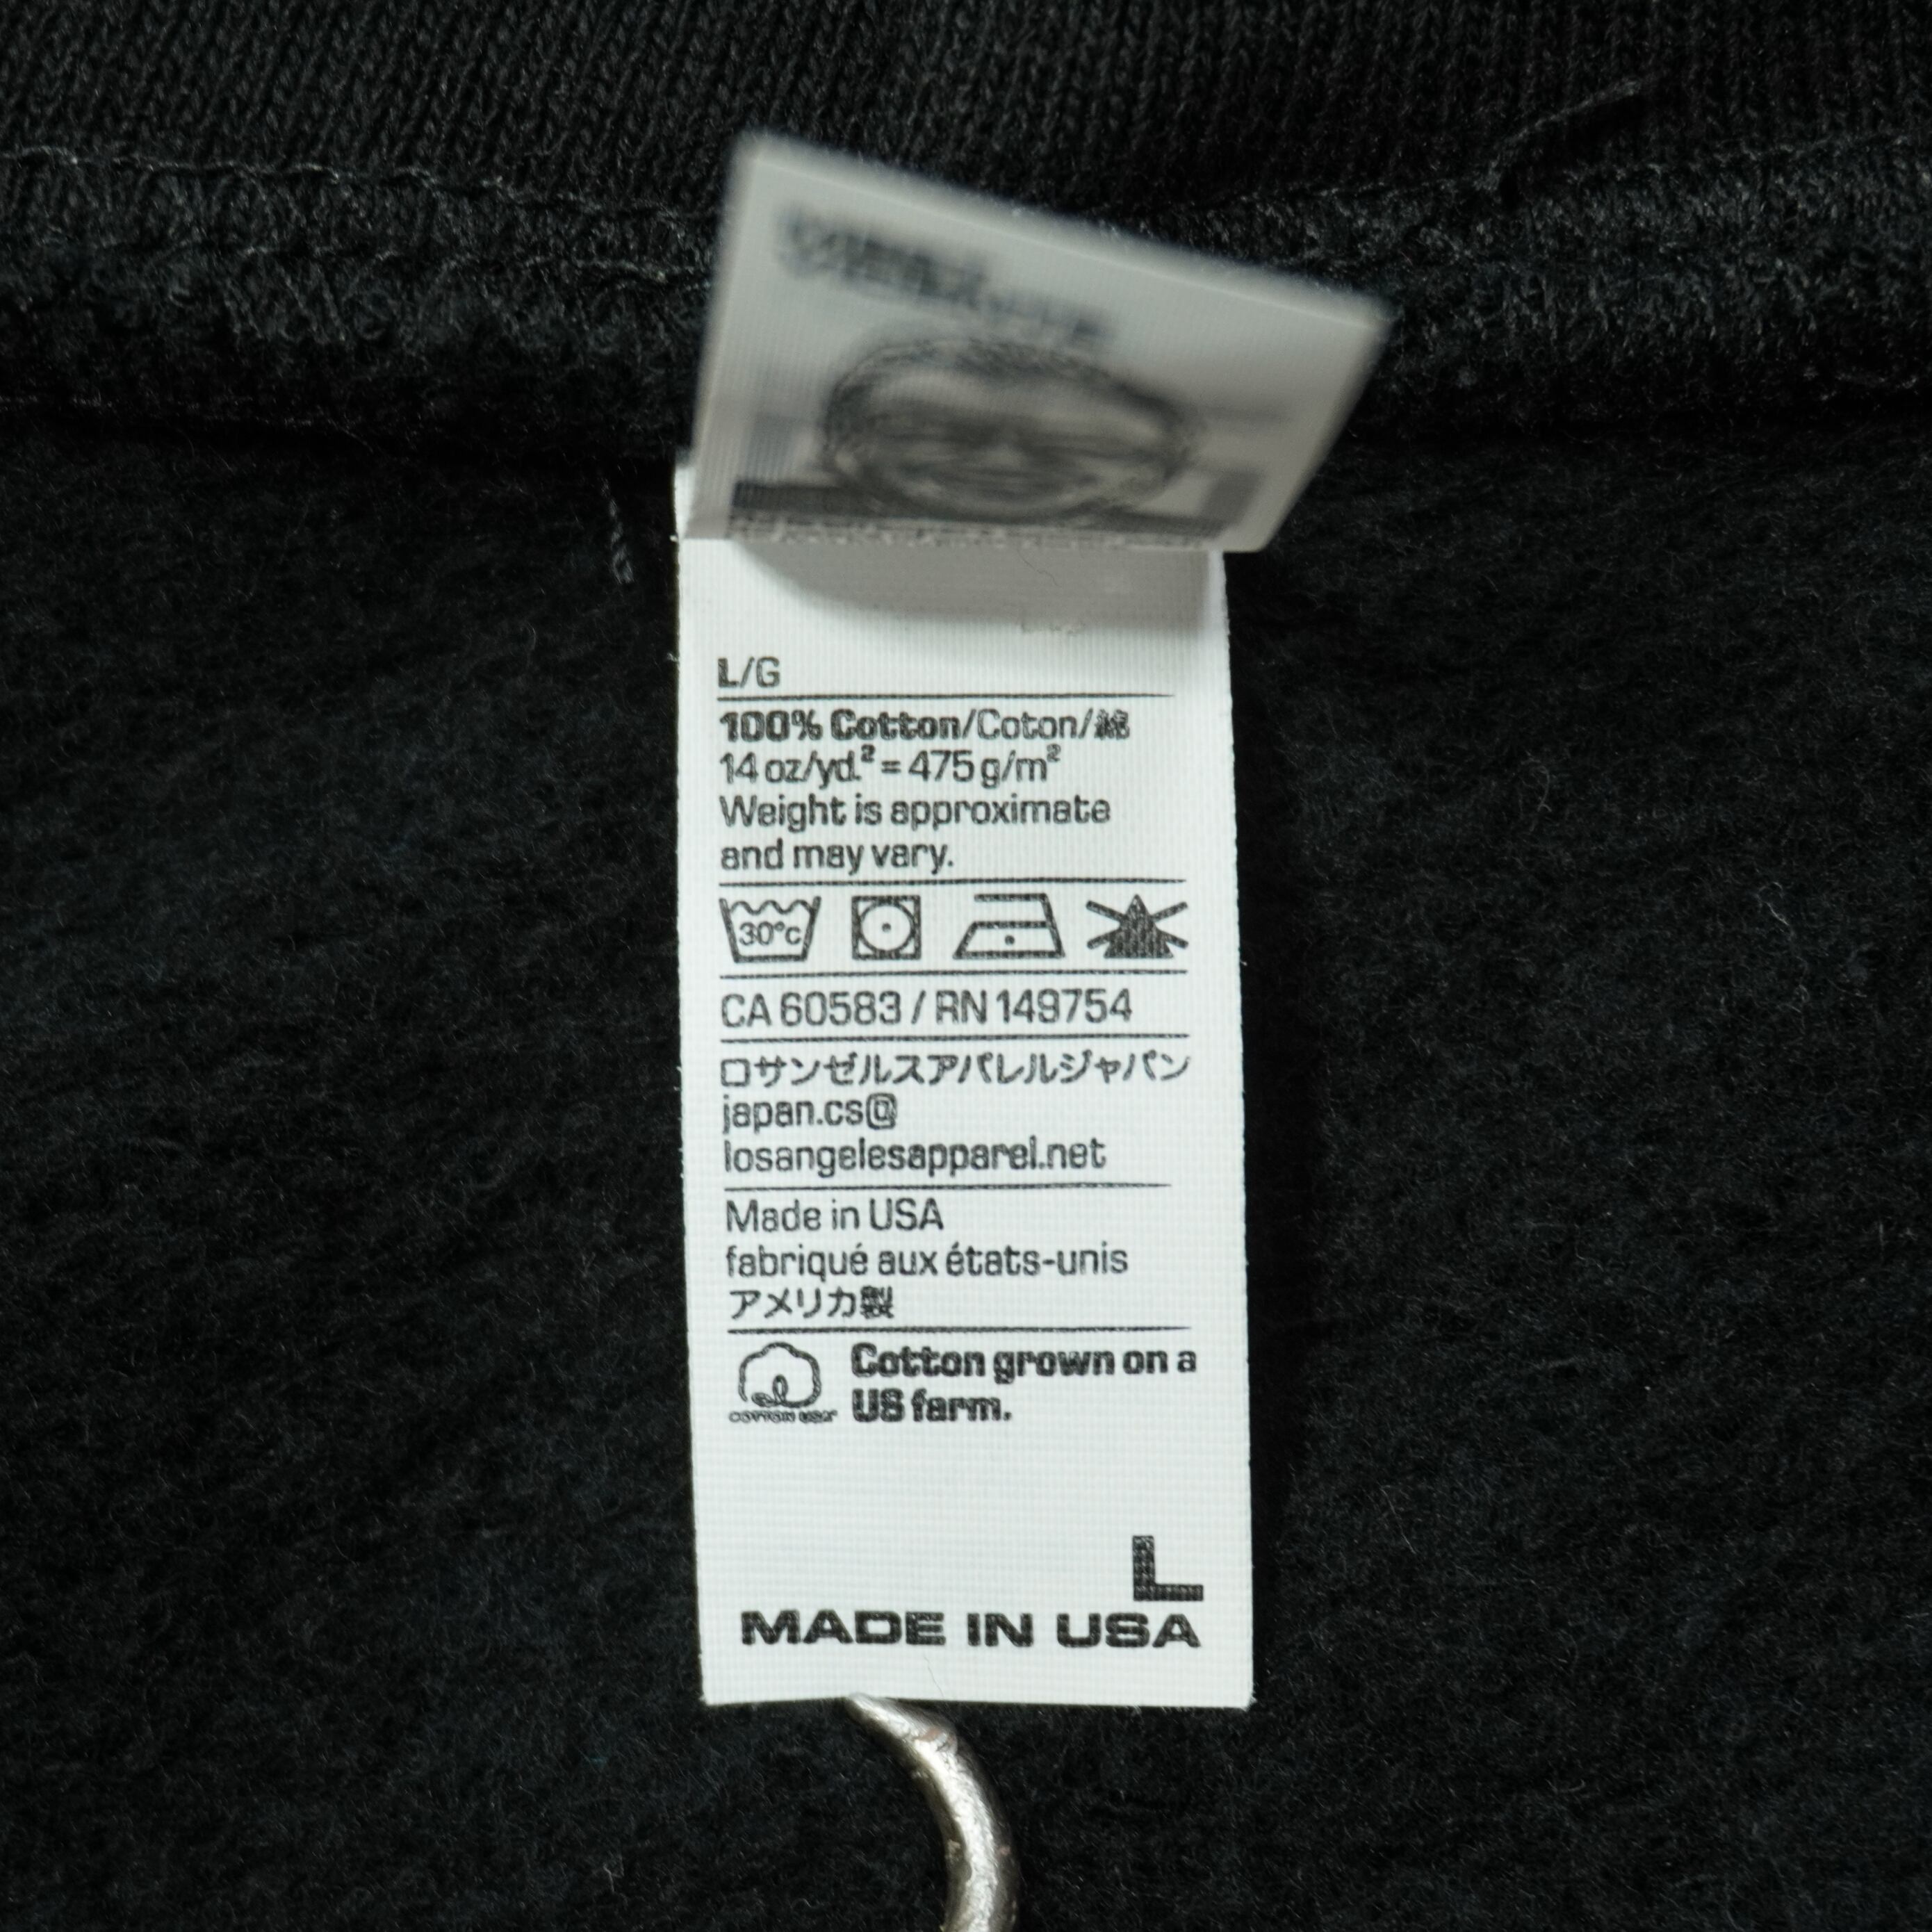 L/G
100% Cotton/Coton/綿
14 oz/yd.² = 475 g/m²
Weight is approximate
and may vary.
30°c
CA 60583 / RN 149754
ロサンゼルスアパレルジャパン
japan.cs@
losangelesapparel.net
Made in USA
fabriqué aux états-unis
アメリカ製
Cotton grown on a
US farm.
COTTON USA
L
MADE IN USA